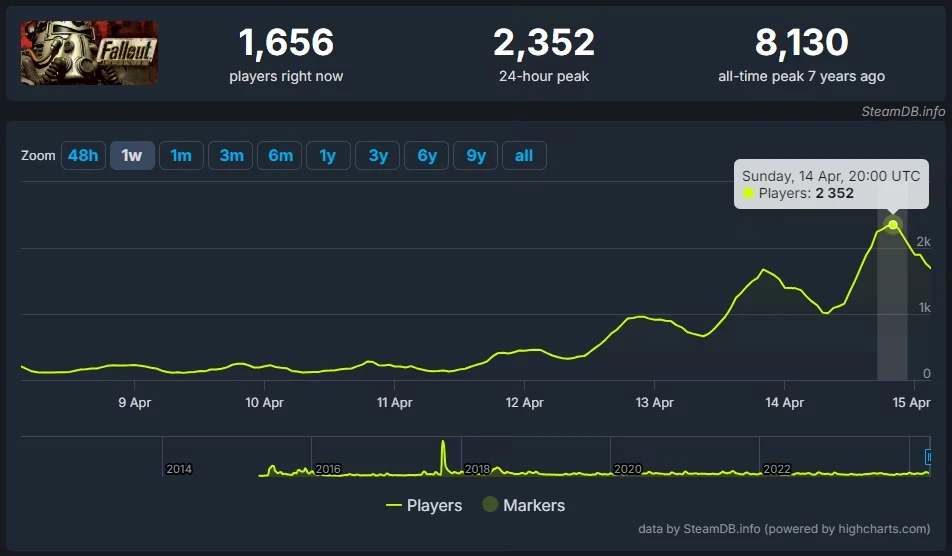 Fallout
1,656
players right now
2,352
24-hour peak
8,130
all-time peak 7 years ago
SteamDB.info
Zoom 48h 1w 1m 3m 6m 1y 3y 6y 9y all
Sunday, 14 Apr, 20:00 UTC
Players: 2 352
2k
1k
0
9 Apr 10 Apr 11 Apr 12 Apr 13 Apr 14 Apr 15 Apr
2014 2016 2018 2020 2022
Players Markers
data by SteamDB.info (powered by highcharts.com)